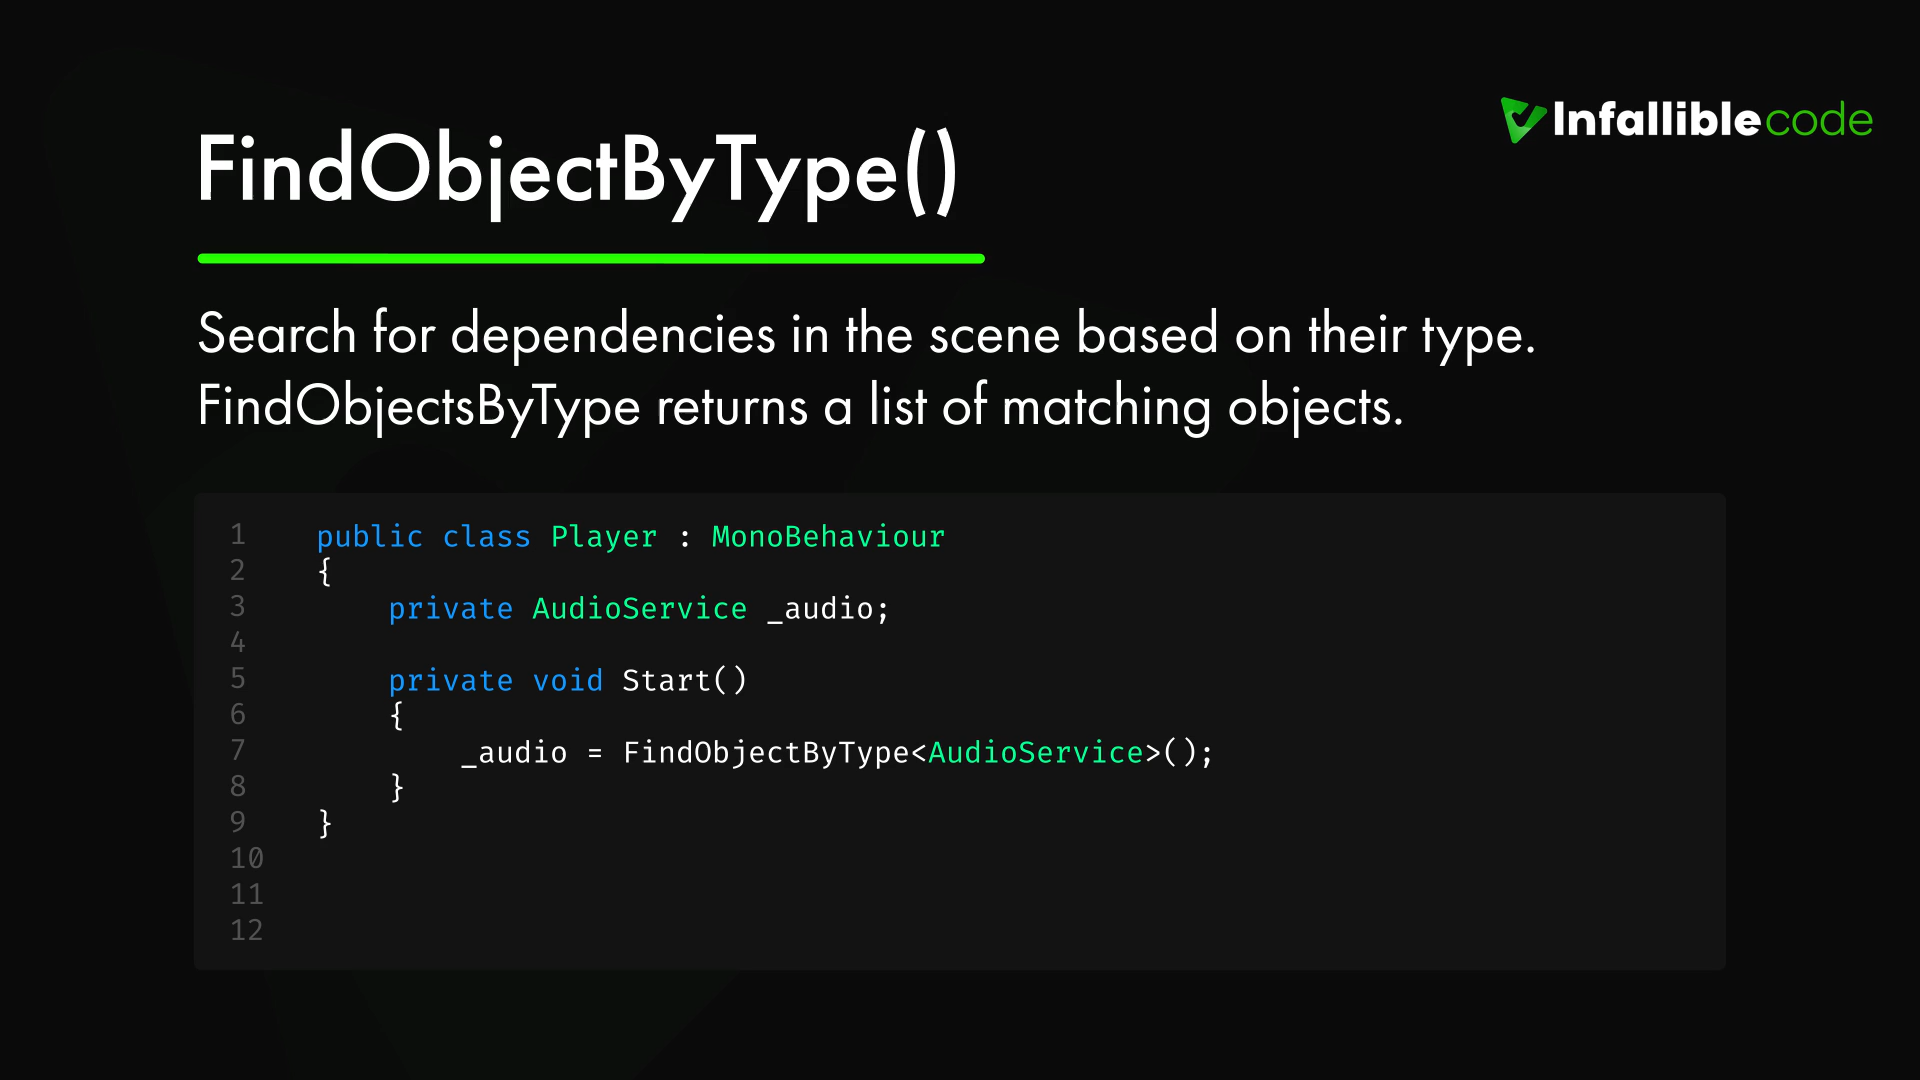 Infalliblecode
FindObjectByType()
Search for dependencies in the scene based on their type.
FindObjectsByType returns a list of matching objects.
1 public class Player : MonoBehaviour
2 {
3 private AudioService _audio;
4
5 private void Start()
6 {
7 _audio = FindObjectByType<AudioService>();
8 }
9 }
10
11
12